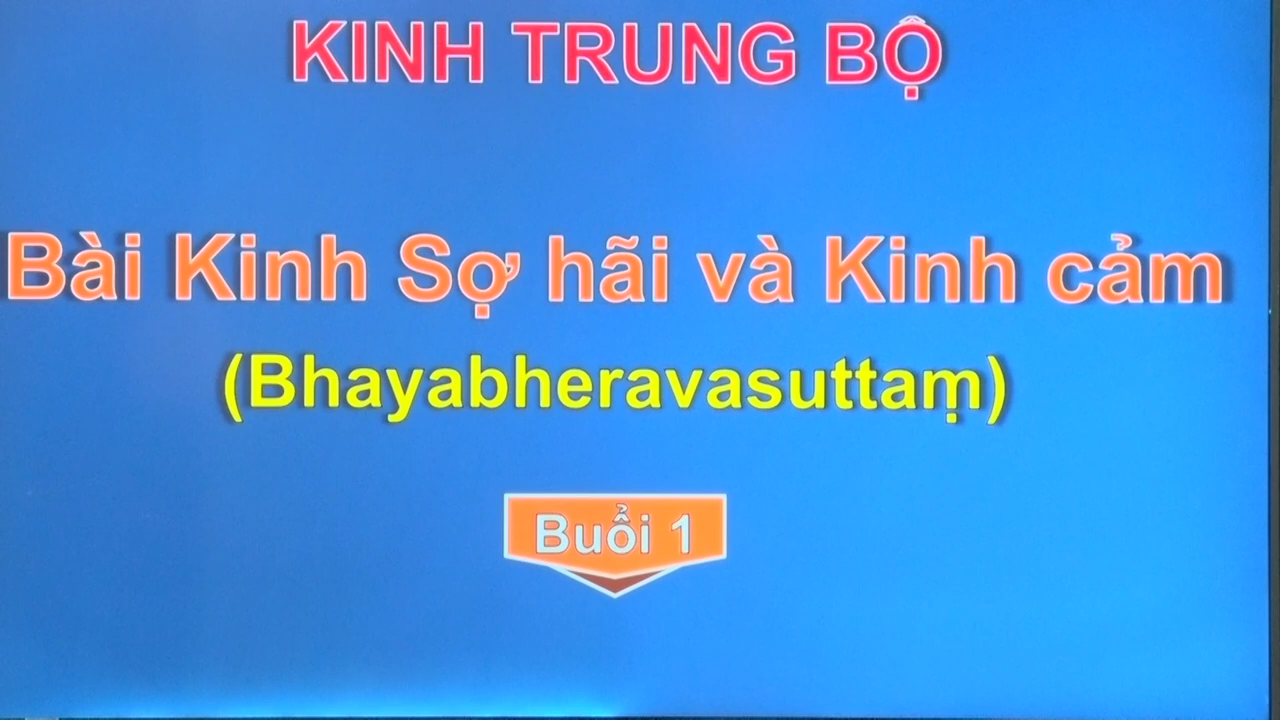 KINH TRUNG BỘ
Bài Kinh Sợ hãi và Kinh cảm
(Bhayabheravasuttaṃ)
Buổi 1